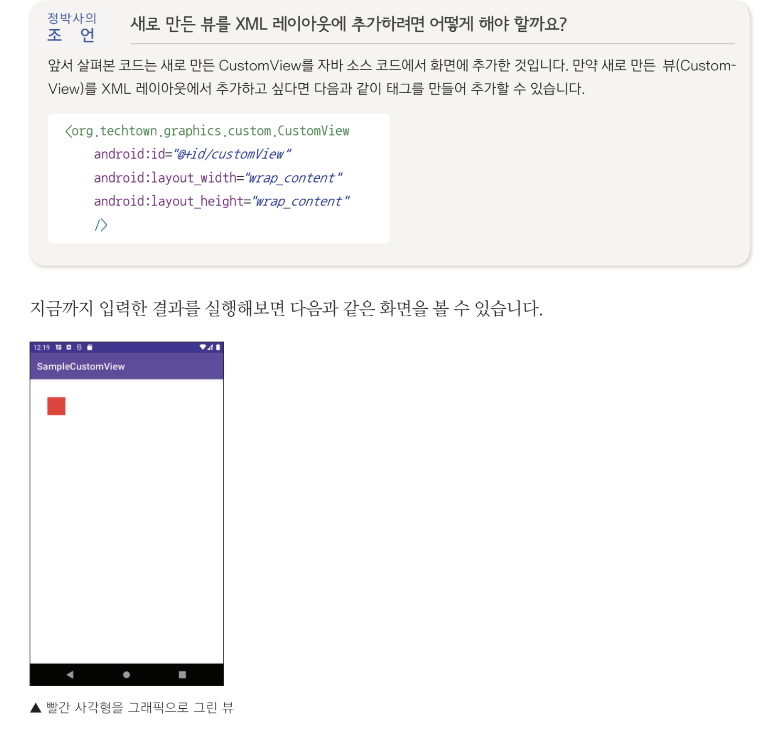 정박사의
조 언
새로 만든 뷰를 XML 레이아웃에 추가하려면 어떻게 해야 할까요?
앞서 살펴본 코드는 새로 만든 CustomView를 자바 소스 코드에서 화면에 추가한 것입니다. 만약 새로 만든 뷰(Custom-
View)를 XML 레이아웃에서 추가하고 싶다면 다음과 같이 태그를 만들어 추가할 수 있습니다.
<org.techtown.graphics.custom.CustomView
android:id="@+id/customView"
android:layout_width="wrap_content"
android:layout_height="wrap_content"
/>
지금까지 입력한 결과를 실행해보면 다음과 같은 화면을 볼 수 있습니다.
12:19
SampleCustomView
▲ 빨간 사각형을 그래픽으로 그린 뷰